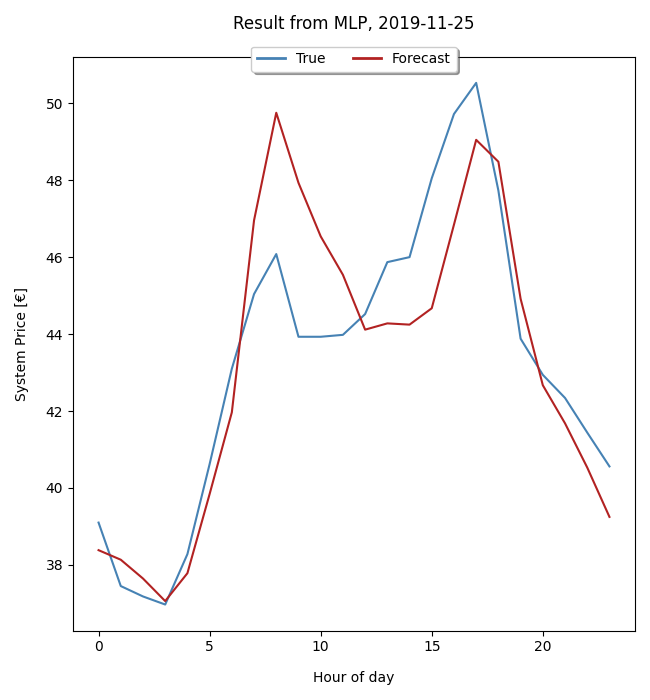 Result from MLP, 2019-11-25
True Forecast
System Price [€]
50
48
46
44
42
40
38
0 5 10 15 20
Hour of day